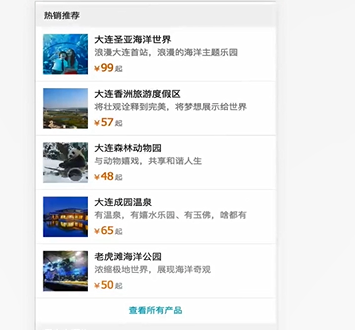 热销推荐
大连圣亚海洋世界
浪漫大连首站，浪漫的海洋主题乐园
¥99起
大连香洲旅游度假区
将壮观诠释到完美，将梦想展示给世界
¥57起
大连森林动物园
与动物嬉戏，共享和谐人生
¥48起
大连成园温泉
有温泉，有嬉水乐园、有玉佛，啥都有
¥65起
老虎滩海洋公园
浓缩极地世界，展现海洋奇观
¥50起
查看所有产品